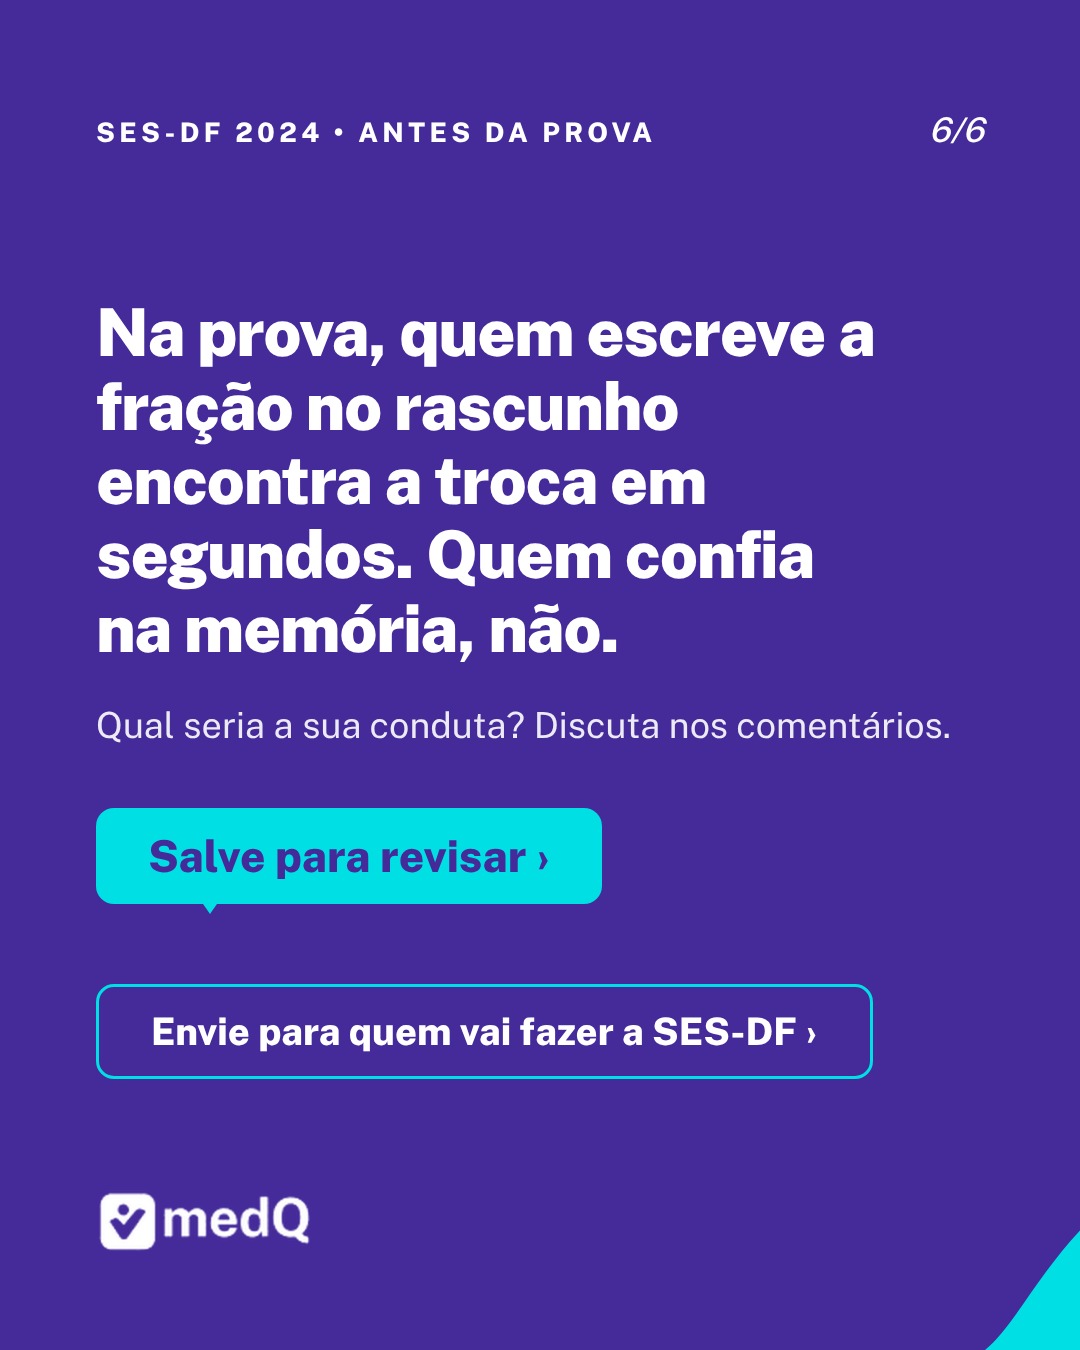 SES-DF 2024 • ANTES DA PROVA
6/6
Na prova, quem escreve a
fração no rascunho
encontra a troca em
segundos. Quem confia
na memória, não.
Qual seria a sua conduta? Discuta nos comentários.
Salve para revisar ›
Envie para quem vai fazer a SES-DF ›
medQ